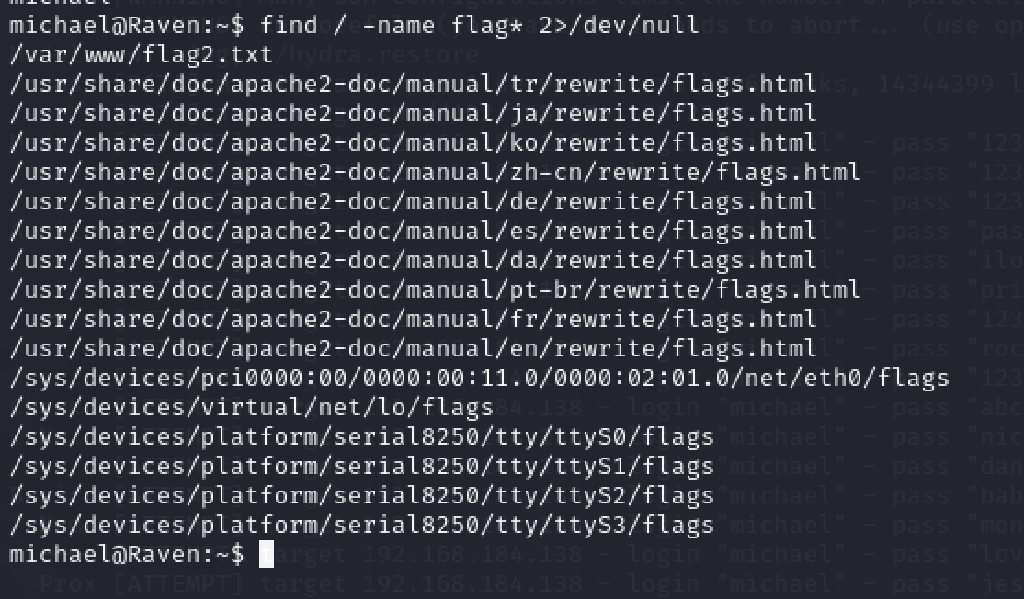 michael@Raven:~$ find / -name flag* 2>/dev/null
/var/www/flag2.txt
/usr/share/doc/apache2-doc/manual/tr/rewrite/flags.html
/usr/share/doc/apache2-doc/manual/ja/rewrite/flags.html
/usr/share/doc/apache2-doc/manual/ko/rewrite/flags.html
/usr/share/doc/apache2-doc/manual/zh-cn/rewrite/flags.html
/usr/share/doc/apache2-doc/manual/de/rewrite/flags.html
/usr/share/doc/apache2-doc/manual/es/rewrite/flags.html
/usr/share/doc/apache2-doc/manual/da/rewrite/flags.html
/usr/share/doc/apache2-doc/manual/pt-br/rewrite/flags.html
/usr/share/doc/apache2-doc/manual/fr/rewrite/flags.html
/usr/share/doc/apache2-doc/manual/en/rewrite/flags.html
/sys/devices/pci0000:00/0000:00:11.0/0000:02:01.0/net/eth0/flags
/sys/devices/virtual/net/lo/flags
/sys/devices/platform/serial8250/tty/ttyS0/flags
/sys/devices/platform/serial8250/tty/ttyS1/flags
/sys/devices/platform/serial8250/tty/ttyS2/flags
/sys/devices/platform/serial8250/tty/ttyS3/flags
michael@Raven:~$